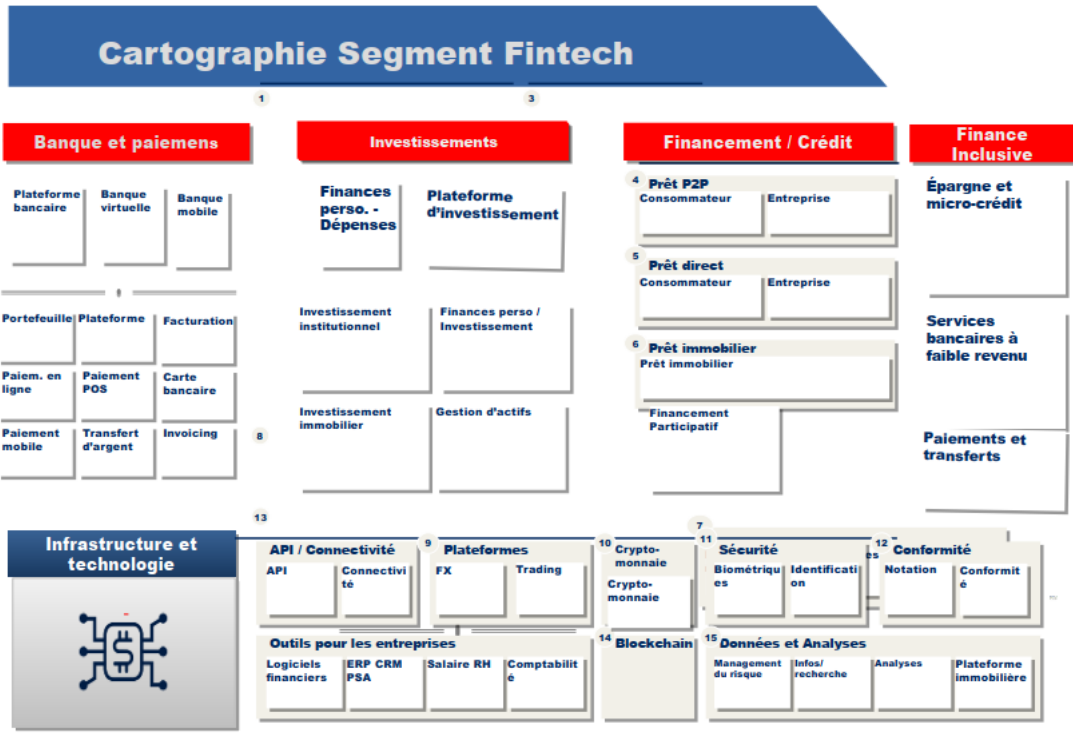 Cartographie Segment Fintech
1
3
Banque et paiemens
Plateforme
bancaire
Banque
virtuelle
Banque
mobile
Portefeuille
Plateforme
Facturation
Paiem. en
ligne
Paiement
POS
Carte
bancaire
Paiement
mobile
Transfert
d'argent
Invoicing
8
Investissements
Finances
perso. -
Dépenses
Plateforme
d'investissement
Investissement
institutionnel
Finances perso /
Investissement
Investissement
immobilier
Gestion d'actifs
Financement / Crédit
4
Prêt P2P
Consommateur
Entreprise
5
Prêt direct
Consommateur
Entreprise
6
Prêt immobilier
Prêt immobilier
Financement
Participatif
Finance
Inclusive
Épargne et
micro-crédit
Services
bancaires à
faible revenu
Paiements et
transferts
Infrastructure et
technologie
13
API / Connectivité
API
Connectivi
té
9
Plateformes
FX
Trading
10
Crypto-
monnaie
Crypto-
monnaie
7
11
Sécurité
Biométriqu
es
Identificati
on
12
es
Conformité
Notation
Conformit
é
Outils pour les entreprises
Logiciels
financiers
ERP CRM
PSA
Salaire RH
Comptabilit
é
14
Blockchain
15
Données et Analyses
Management
du risque
Infos/
recherche
Analyses
Plateforme
immobilière